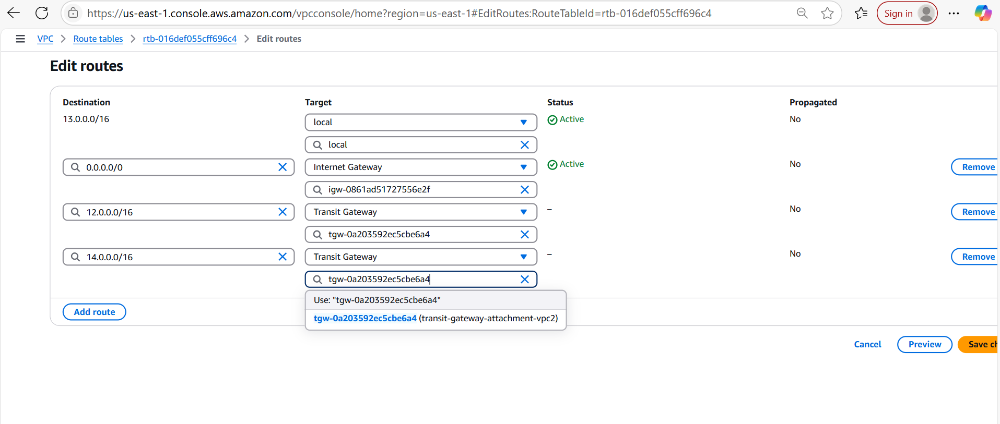 https://us-east-1.console.aws.amazon.com/vpcconsole/home?region=us-east-1#EditRoutes:RouteTableId=rtb-016def055cff696c4
Sign in
VPC > Route tables > rtb-016def055cff696c4 > Edit routes
Edit routes
Destination Target Status Propagated
13.0.0.0/16 local Active No
local
0.0.0.0/0 Internet Gateway Active No Remove
igw-0861ad51727556e2f
12.0.0.0/16 Transit Gateway – No Remove
tgw-0a203592ec5cbe6a4
14.0.0.0/16 Transit Gateway – No Remove
tgw-0a203592ec5cbe6a4
Use: "tgw-0a203592ec5cbe6a4"
Add route
tgw-0a203592ec5cbe6a4 (transit-gateway-attachment-vpc2)
Cancel Preview Save ch